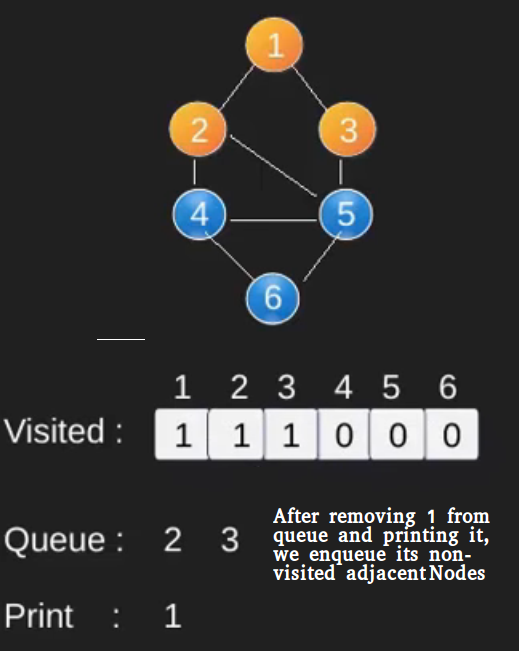 1
2 3
4 5
6
1 2 3 4 5 6
Visited : 1 1 1 0 0 0
After removing 1 from
queue and printing it,
we enqueue its non-
visited adjacent Nodes
Queue : 2 3
Print : 1